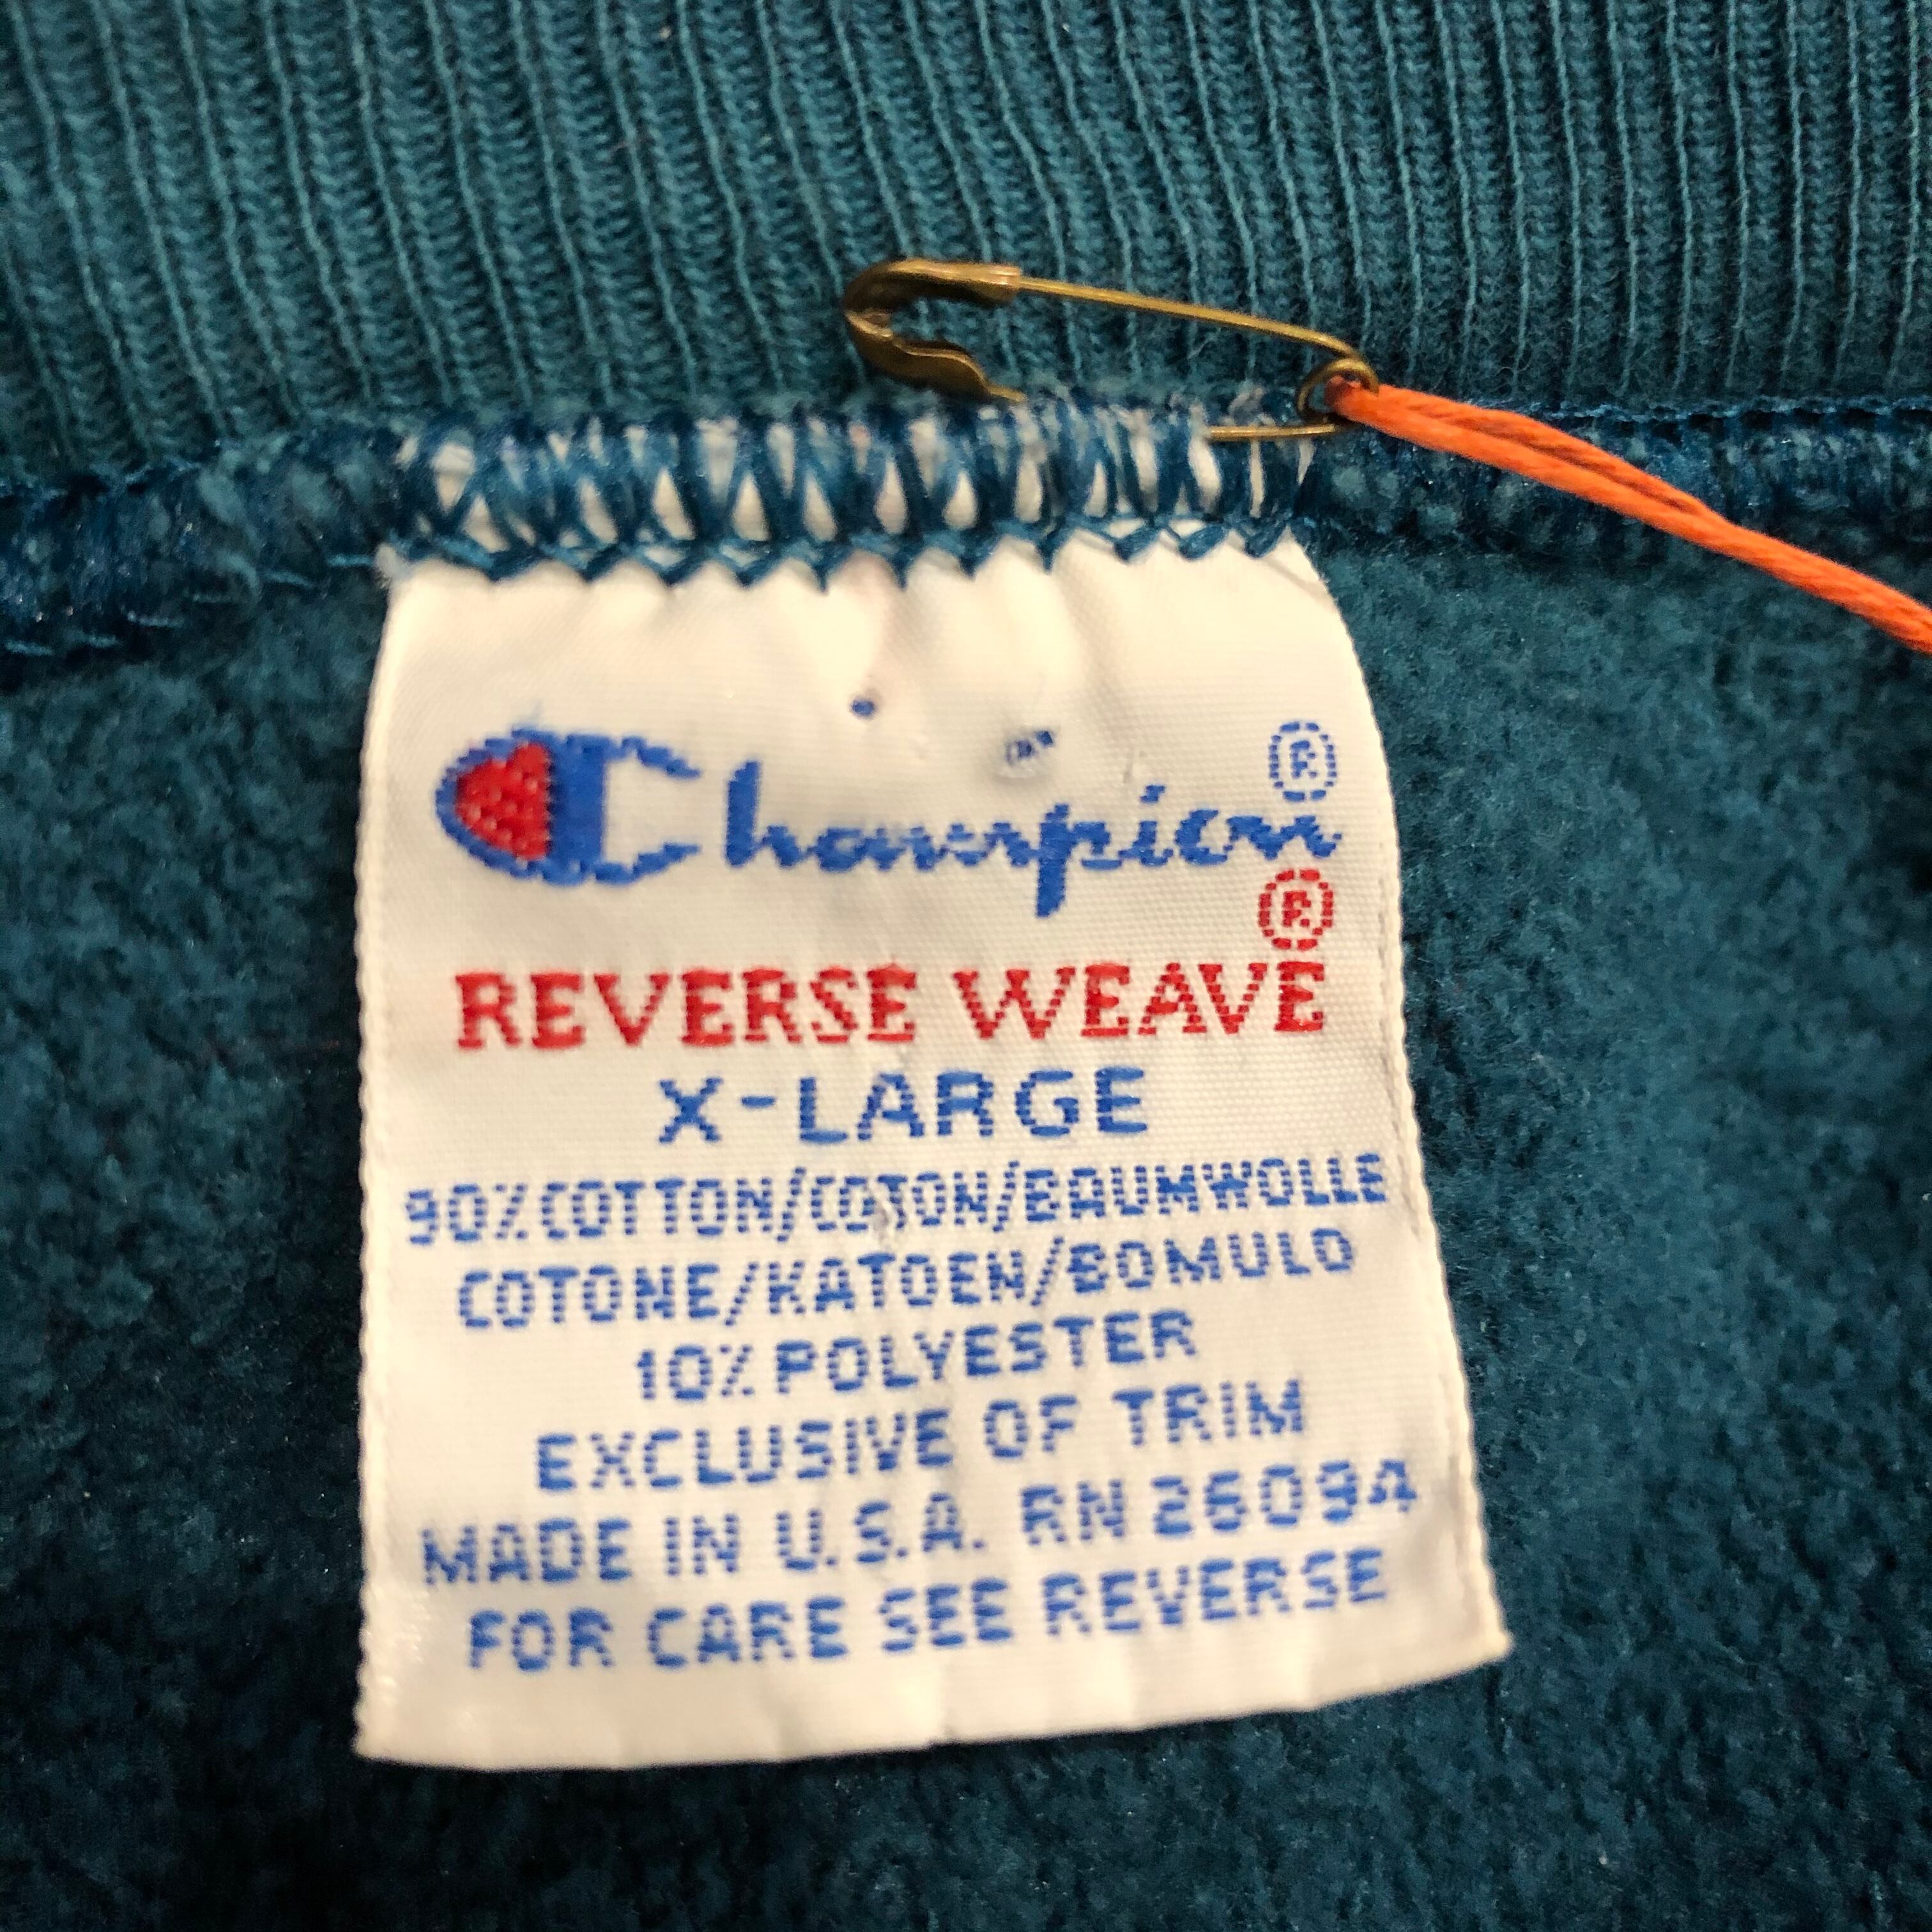 Champion®
REVERSE WEAVE®
X-LARGE
90% COTTON/COTON/BAUMWOLLE
COTONE/KATOEN/BOMULD
10% POLYESTER
EXCLUSIVE OF TRIM
MADE IN U.S.A. RN 26094
FOR CARE SEE REVERSE